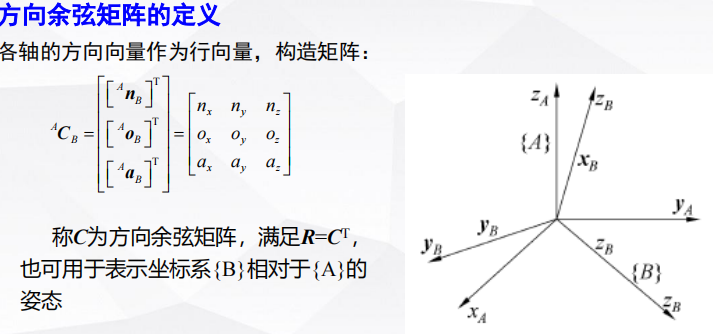 方向余弦矩阵的定义
各轴的方向向量作为行向量，构造矩阵：
ᴬC_B = [[ᴬn_B]ᵀ; [ᴬo_B]ᵀ; [ᴬa_B]ᵀ] = [n_x n_y n_z; o_x o_y o_z; a_x a_y a_z]
称C为方向余弦矩阵，满足R=Cᵀ，
也可用于表示坐标系{B}相对于{A}的
姿态
z_A
z_B
{A}
x_B
y_A
y_B
y_B
z_B
{B}
x_A
z_B